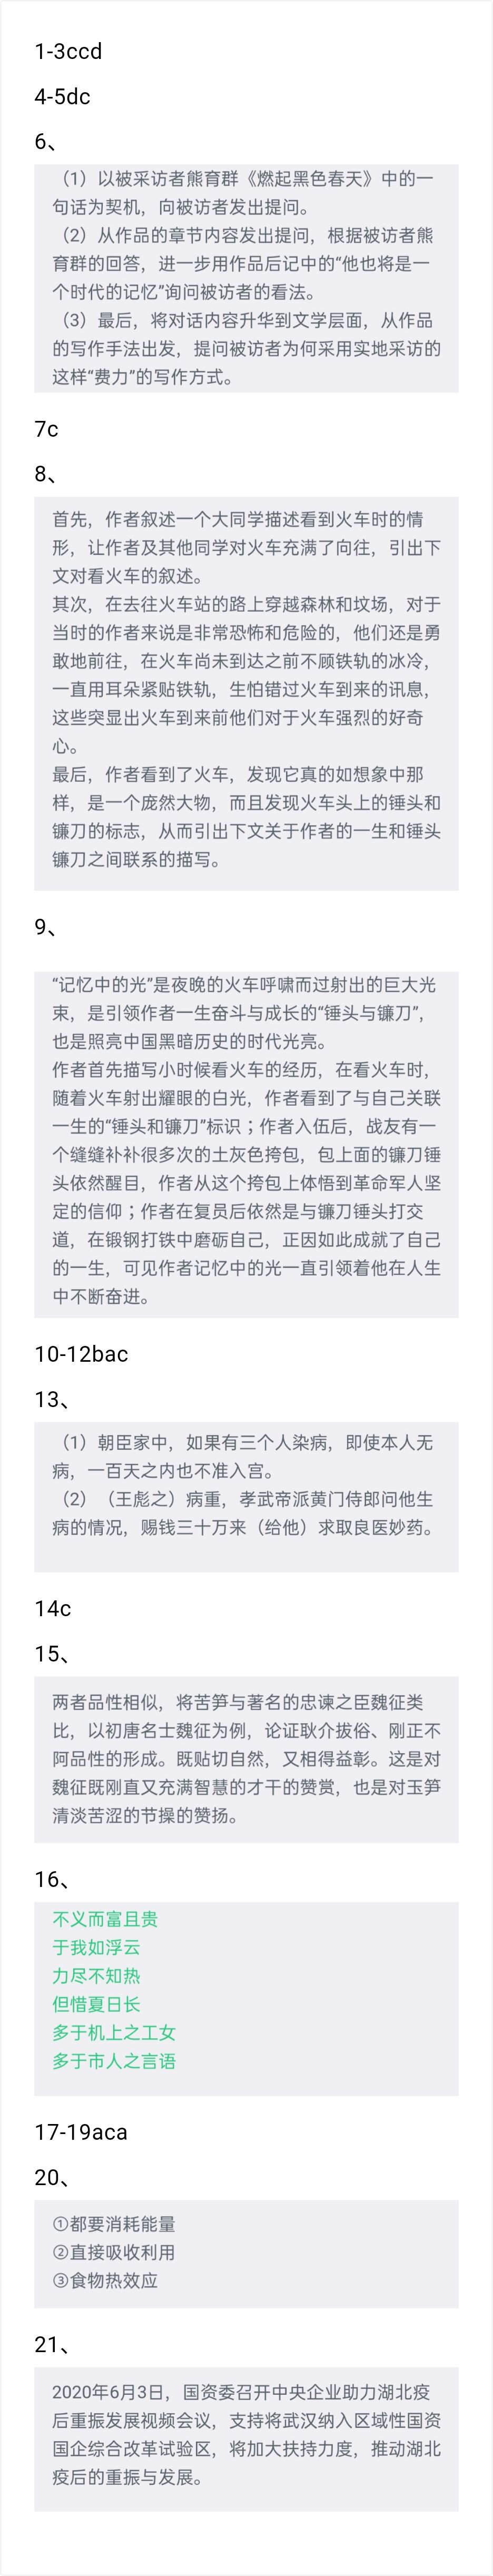 1-3ccd
4-5dc
6、
（1）以被采访者熊育群《燃起黑色春天》中的一
句话为契机，向被访者发出提问。
（2）从作品的章节内容发出提问，根据被访者熊
育群的回答，进一步用作品后记中的“他也将是一
个时代的记忆”询问被访者的看法。
（3）最后，将对话内容升华到文学层面，从作品
的写作手法出发，提问被访者为何采用实地采访的
这样“费力”的写作方式。
7c
8、
首先，作者叙述一个大同学描述看到火车时的情
形，让作者及其他同学对火车充满了向往，引出下
文对看火车的叙述。
其次，在去往火车站的路上穿越森林和坟场，对于
当时的作者来说是非常恐怖和危险的，他们还是勇
敢地前往，在火车尚未到达之前不顾铁轨的冰冷，
一直用耳朵紧贴铁轨，生怕错过火车到来的讯息，
这些突显出火车到来前他们对于火车强烈的好奇
心。
最后，作者看到了火车，发现它真的如想象中那
样，是一个庞然大物，而且发现火车头上的锤头和
镰刀的标志，从而引出下文关于作者的一生和锤头
镰刀之间联系的描写。
9、
“记忆中的光”是夜晚的火车呼啸而过射出的巨大光
束，是引领作者一生奋斗与成长的“锤头与镰刀”，
也是照亮中国黑暗历史的时代光亮。
作者首先描写小时候看火车的经历，在看火车时，
随着火车射出耀眼的白光，作者看到了与自己关联
一生的“锤头和镰刀”标识；作者入伍后，战友有一
个缝缝补补很多次的土灰色挎包，包上面的镰刀锤
头依然醒目，作者从这个挎包上体悟到革命军人坚
定的信仰；作者在复员后依然是与镰刀锤头打交
道，在锻钢打铁中磨砺自己，正因如此成就了自己
的一生，可见作者记忆中的光一直引领着他在人生
中不断奋进。
10-12bac
13、
（1）朝臣家中，如果有三个人染病，即使本人无
病，一百天之内也不准入宫。
（2）（王彪之）病重，孝武帝派黄门侍郎问他生
病的情况，赐钱三十万来（给他）求取良医妙药。
14c
15、
两者品性相似，将苦笋与著名的忠谏之臣魏征类
比，以初唐名士魏征为例，论证耿介拔俗、刚正不
阿品性的形成。既贴切自然，又相得益彰。这是对
魏征既刚直又充满智慧的才干的赞赏，也是对玉笋
清淡苦涩的节操的赞扬。
16、
不义而富且贵
于我如浮云
力尽不知热
但惜夏日长
多于机上之工女
多于市人之言语
17-19aca
20、
①都要消耗能量
②直接吸收利用
③食物热效应
21、
2020年6月3日，国资委召开中央企业助力湖北疫
后重振发展视频会议，支持将武汉纳入区域性国资
国企综合改革试验区，将加大扶持力度，推动湖北
疫后的重振与发展。